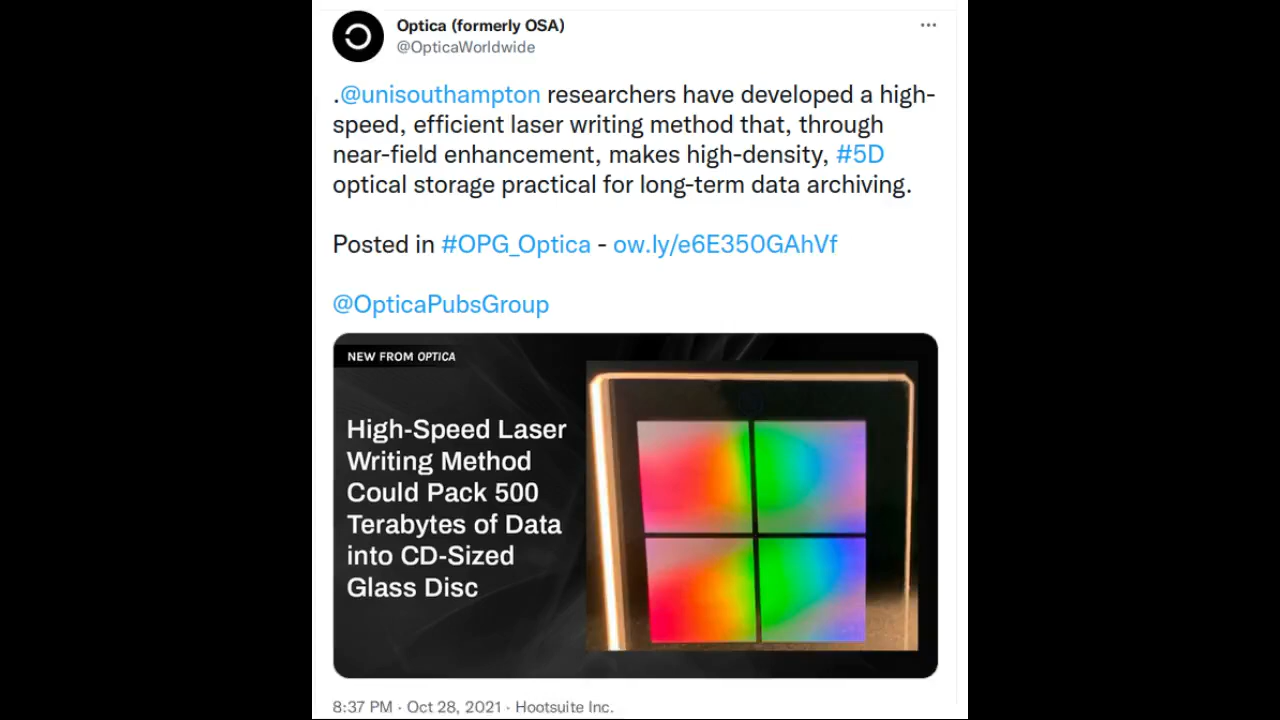 Optica (formerly OSA)
@OpticaWorldwide
.@unisouthampton researchers have developed a high-
speed, efficient laser writing method that, through
near-field enhancement, makes high-density, #5D
optical storage practical for long-term data archiving.
Posted in #OPG_Optica - ow.ly/e6E350GAhVf
@OpticaPubsGroup
NEW FROM OPTICA
High-Speed Laser
Writing Method
Could Pack 500
Terabytes of Data
into CD-Sized
Glass Disc
8:37 PM · Oct 28, 2021 · Hootsuite Inc.